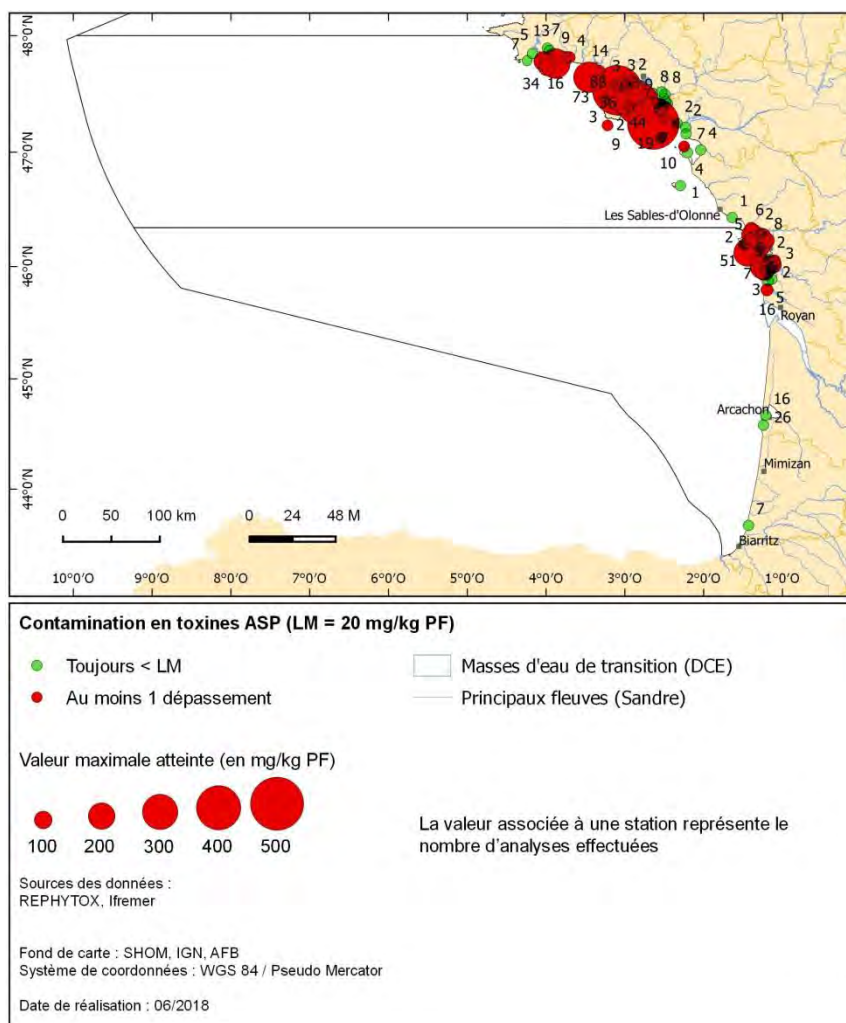 48°0'N
47°0'N
46°0'N
45°0'N
44°0'N
5 13 7
9 4
7
14
34 16
3 3 2
8 8
73
36
2 2
3
2 44
7 4
9
19
10
4
1
Les Sables-d'Olonne
1
6
5 2
8
2
2
51
3
7
2
3
5
16
Royan
16
Arcachon
26
Mimizan
7
Biarritz
0 50 100 km
0 24 48 M
10°0'O 9°0'O 8°0'O 7°0'O 6°0'O 5°0'O 4°0'O 3°0'O 2°0'O 1°0'O
Contamination en toxines ASP (LM = 20 mg/kg PF)
Toujours < LM
Masses d'eau de transition (DCE)
Au moins 1 dépassement
Principaux fleuves (Sandre)
Valeur maximale atteinte (en mg/kg PF)
100 200 300 400 500
La valeur associée à une station représente le
nombre d'analyses effectuées
Sources des données :
REPHYTOX, Ifremer
Fond de carte : SHOM, IGN, AFB
Système de coordonnées : WGS 84 / Pseudo Mercator
Date de réalisation : 06/2018